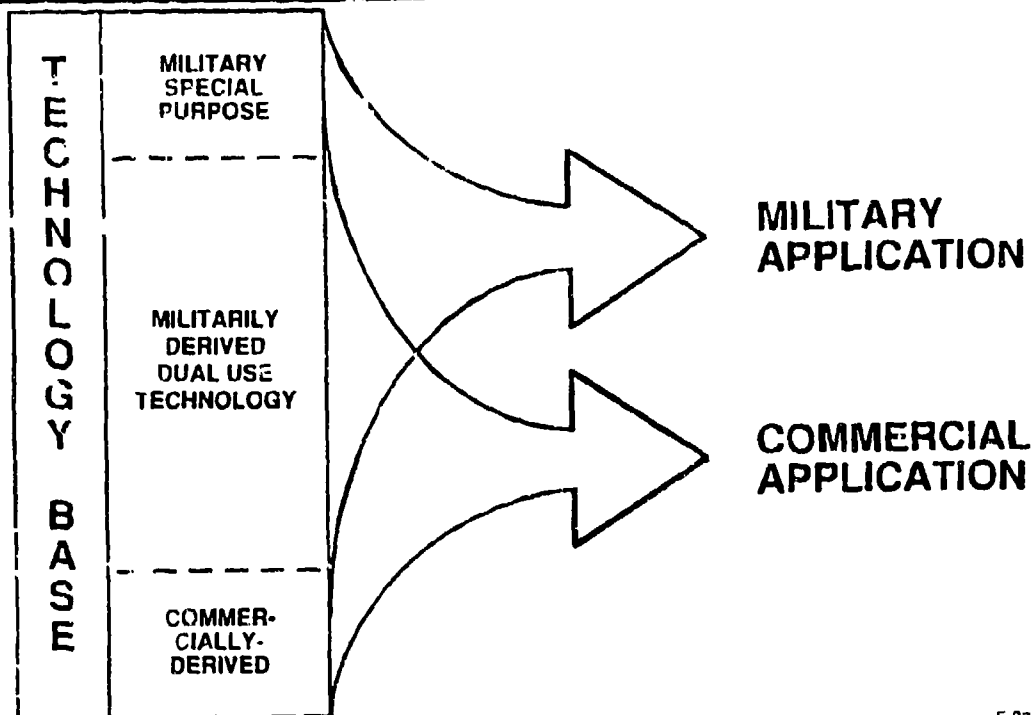 TECHNOLOGY BASE
MILITARY
SPECIAL
PURPOSE
MILITARILY
DERIVED
DUAL USE
TECHNOLOGY
COMMER-
CIALLY-
DERIVED
MILITARY
APPLICATION
COMMERCIAL
APPLICATION